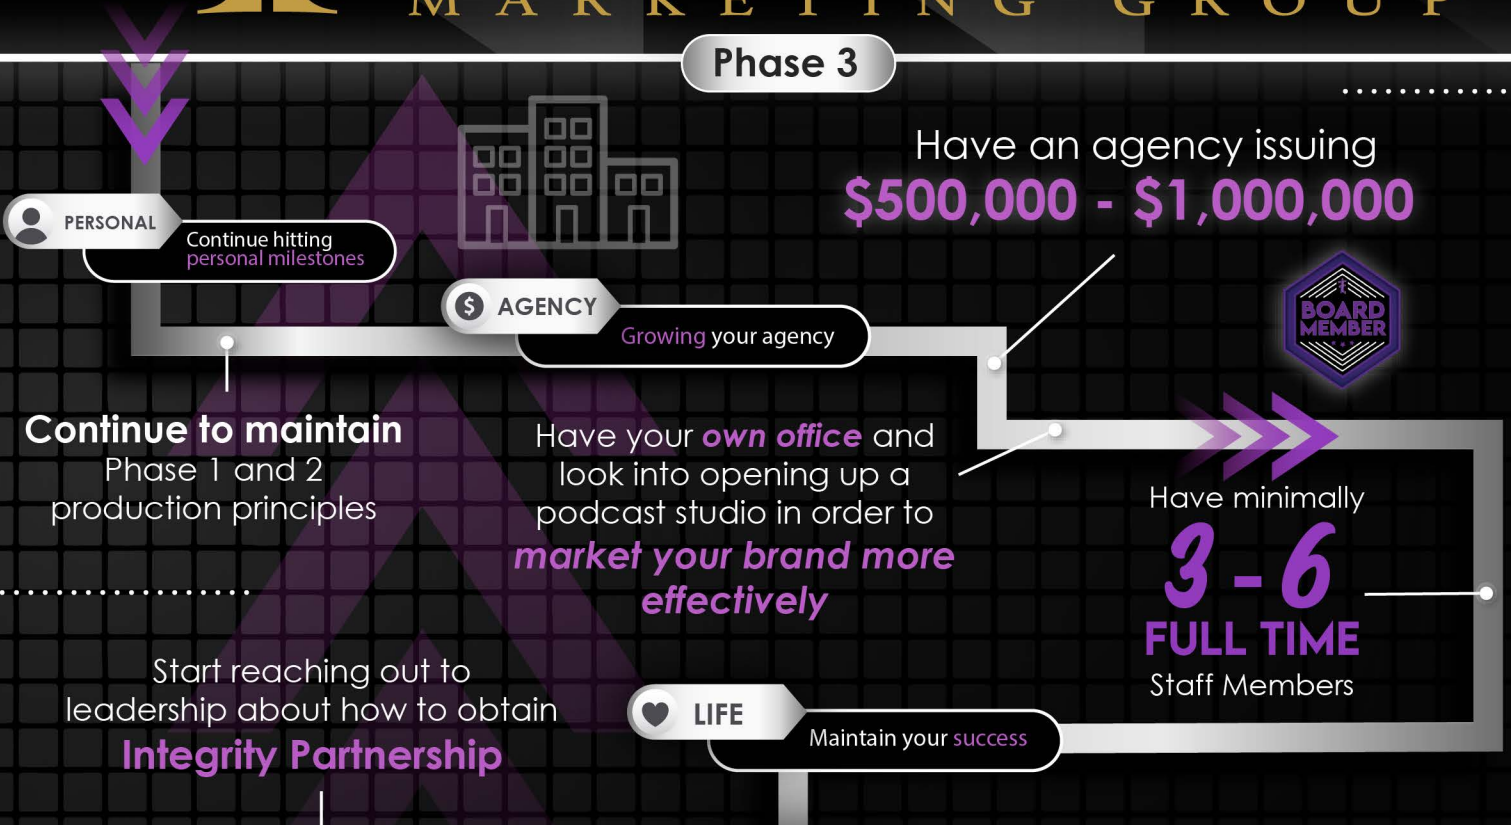 MARKETING GROUP
Phase 3
PERSONAL
Continue hitting
personal milestones
Have an agency issuing
$500,000 - $1,000,000
AGENCY
Growing your agency
BOARD
MEMBER
Continue to maintain
Phase 1 and 2
production principles
Have your own office and
look into opening up a
podcast studio in order to
market your brand more
effectively
Have minimally
3 - 6
FULL TIME
Staff Members
Start reaching out to
leadership about how to obtain
Integrity Partnership
LIFE
Maintain your success